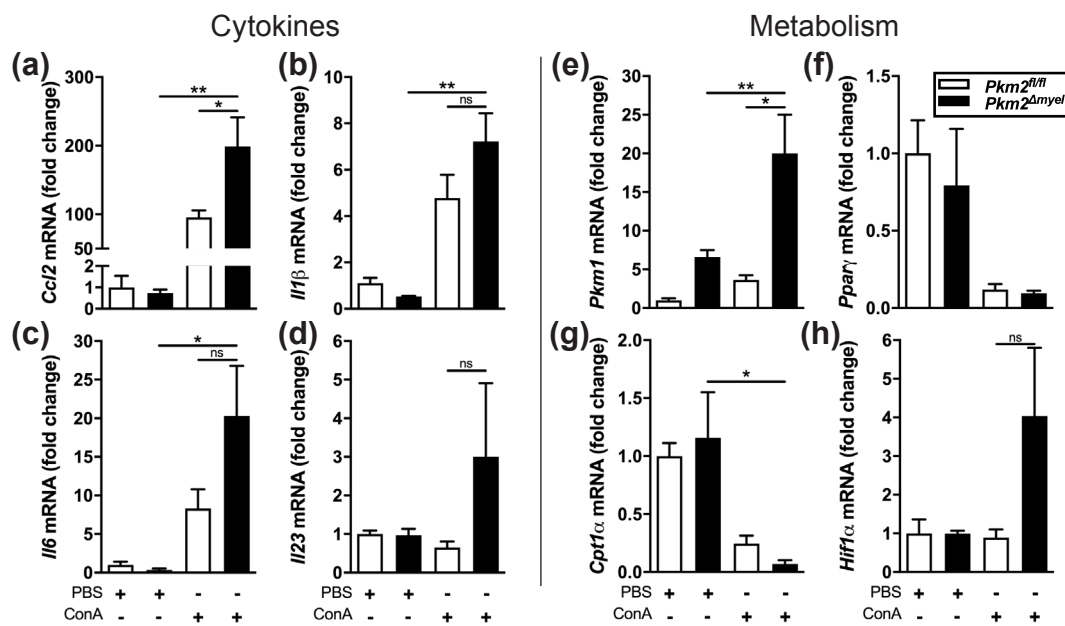 Cytokines
Metabolism
(a)
Ccl2 mRNA (fold change)
300
200
100
50
2
1
0
**
*
(b)
Il1β mRNA (fold change)
10
8
6
4
2
0
**
ns
(c)
Il6 mRNA (fold change)
30
25
20
15
10
5
0
*
ns
(d)
Il23 mRNA (fold change)
6
5
4
3
2
1
0
ns
PBS + + - -
ConA - - + +
PBS + + - -
ConA - - + +
(e)
Pkm1 mRNA (fold change)
30
25
20
15
10
5
0
**
*
(f)
Pparγ mRNA (fold change)
1.5
1.0
0.5
0.0
Pkm2fl/fl
Pkm2Δmyel
(g)
Cpt1α mRNA (fold change)
2.0
1.5
1.0
0.5
0.0
*
(h)
Hif1α mRNA (fold change)
6
5
4
3
2
1
0
ns
PBS + + - -
ConA - - + +
+ + - -
- - + +